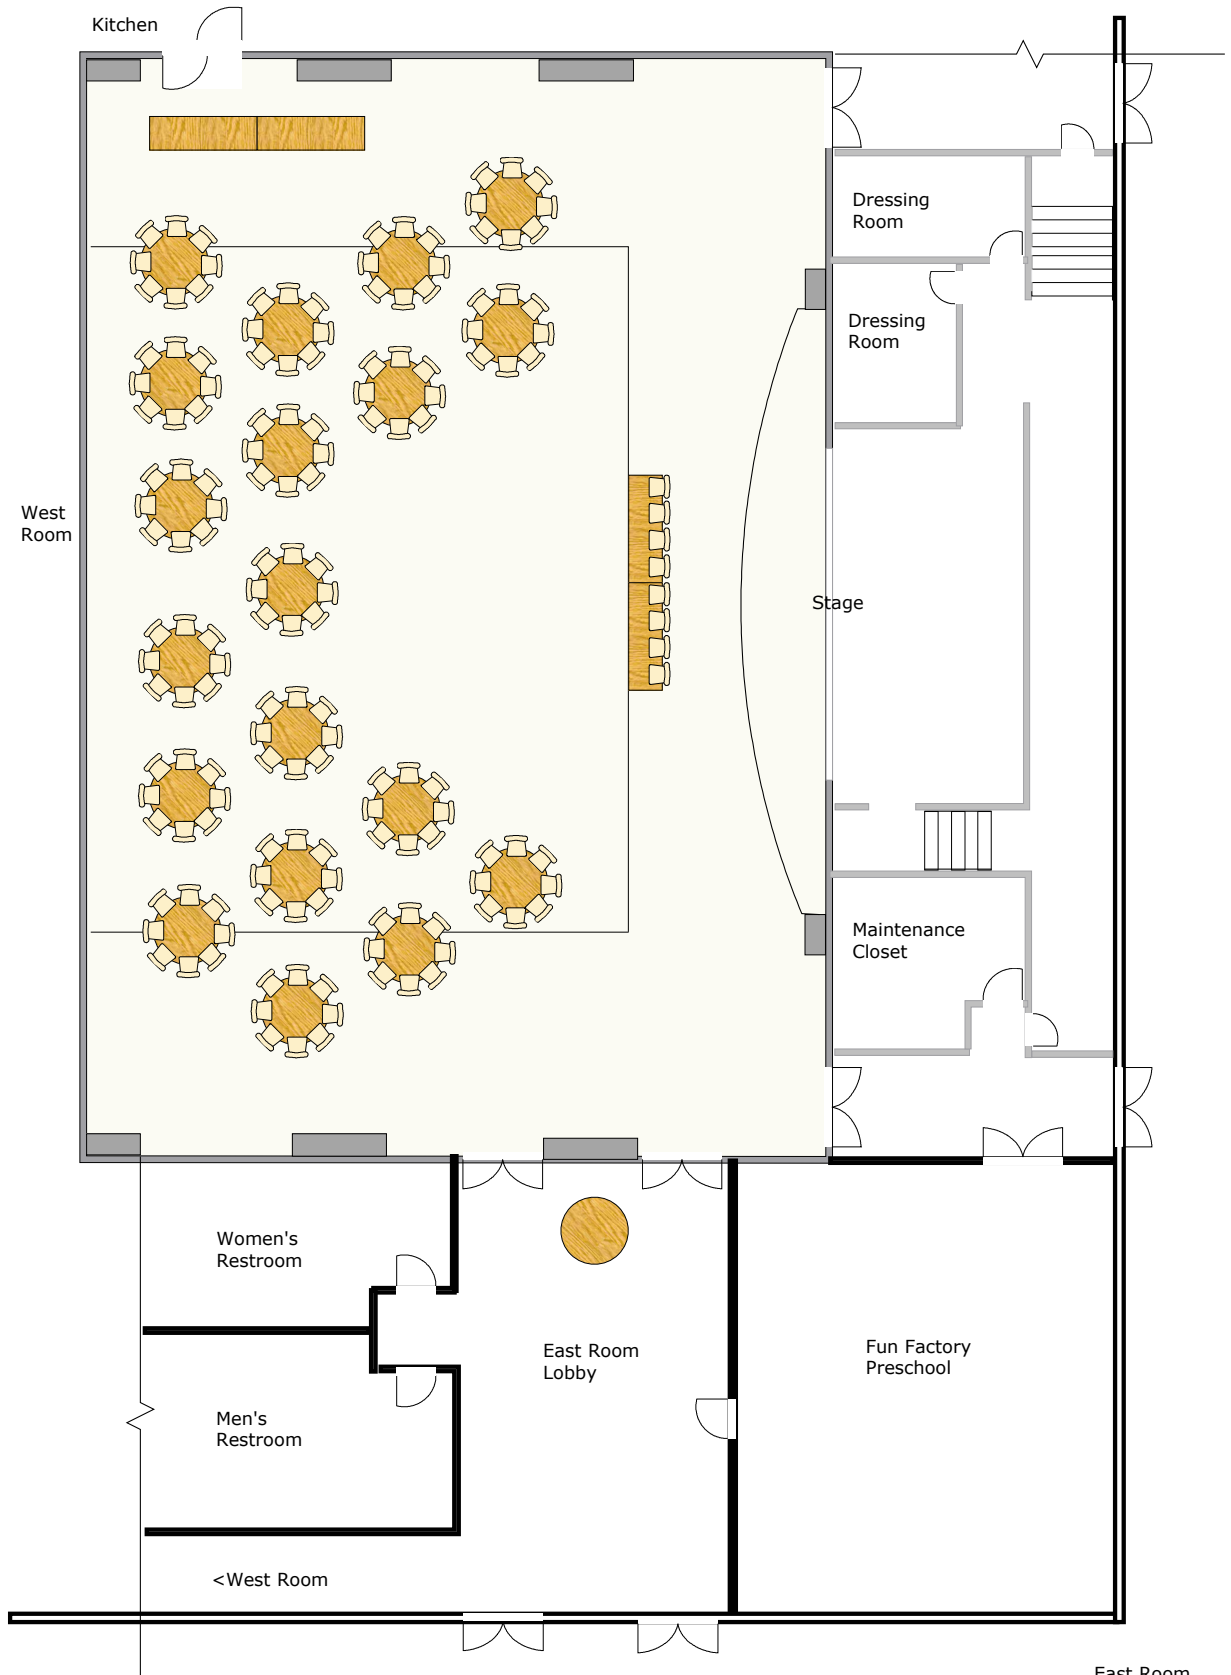 Kitchen
Dressing
Room
Dressing
Room
West
Room
Stage
Maintenance
Closet
Women's
Restroom
East Room
Lobby
Fun Factory
Preschool
Men's
Restroom
<West Room
East Room